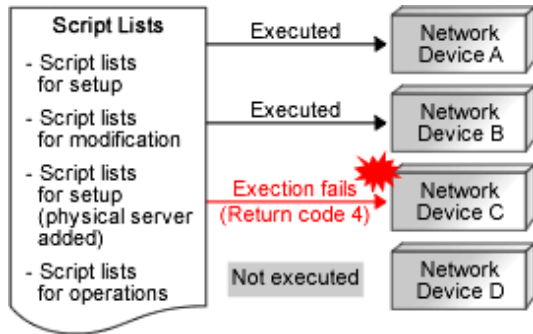 Script Lists
- Script lists
for setup
- Script lists
for modification
- Script lists
for setup
(physical server
added)
- Script lists
for operations
Executed
Network
Device A
Executed
Network
Device B
Exection fails
(Return code 4)
Network
Device C
Not executed
Network
Device D